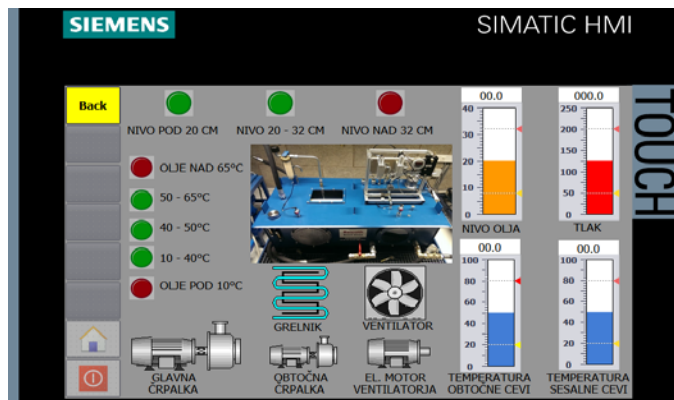 SIEMENS
SIMATIC HMI
TOUCH
Back
NIVO POD 20 CM
NIVO 20 - 32 CM
NIVO NAD 32 CM
OLJE NAD 65°C
50 - 65°C
40 - 50°C
10 - 40°C
OLJE POD 10°C
00.0
40
30
20
10
0
NIVO OLJA
000.0
250
200
150
100
50
0
TLAK
GRELNIK
VENTILATOR
00.0
100
80
60
40
20
0
TEMPERATURA
OBTOČNE CEVI
00.0
100
80
60
40
20
0
TEMPERATURA
SESALNE CEVI
GLAVNA
ČRPALKA
OBTOČNA
ČRPALKA
EL. MOTOR
VENTILATORJA